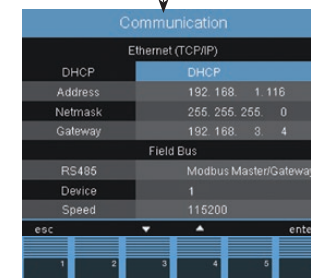 Communication
Ethernet (TCP/IP)
DHCP DHCP
Address 192. 168. 1. 116
Netmask 255. 255. 255. 0
Gateway 192. 168. 3. 4
Field Bus
RS485 Modbus Master/Gateway
Device 1
Speed 115200
esc ▼ ▲ ente
1 2 3 4 5